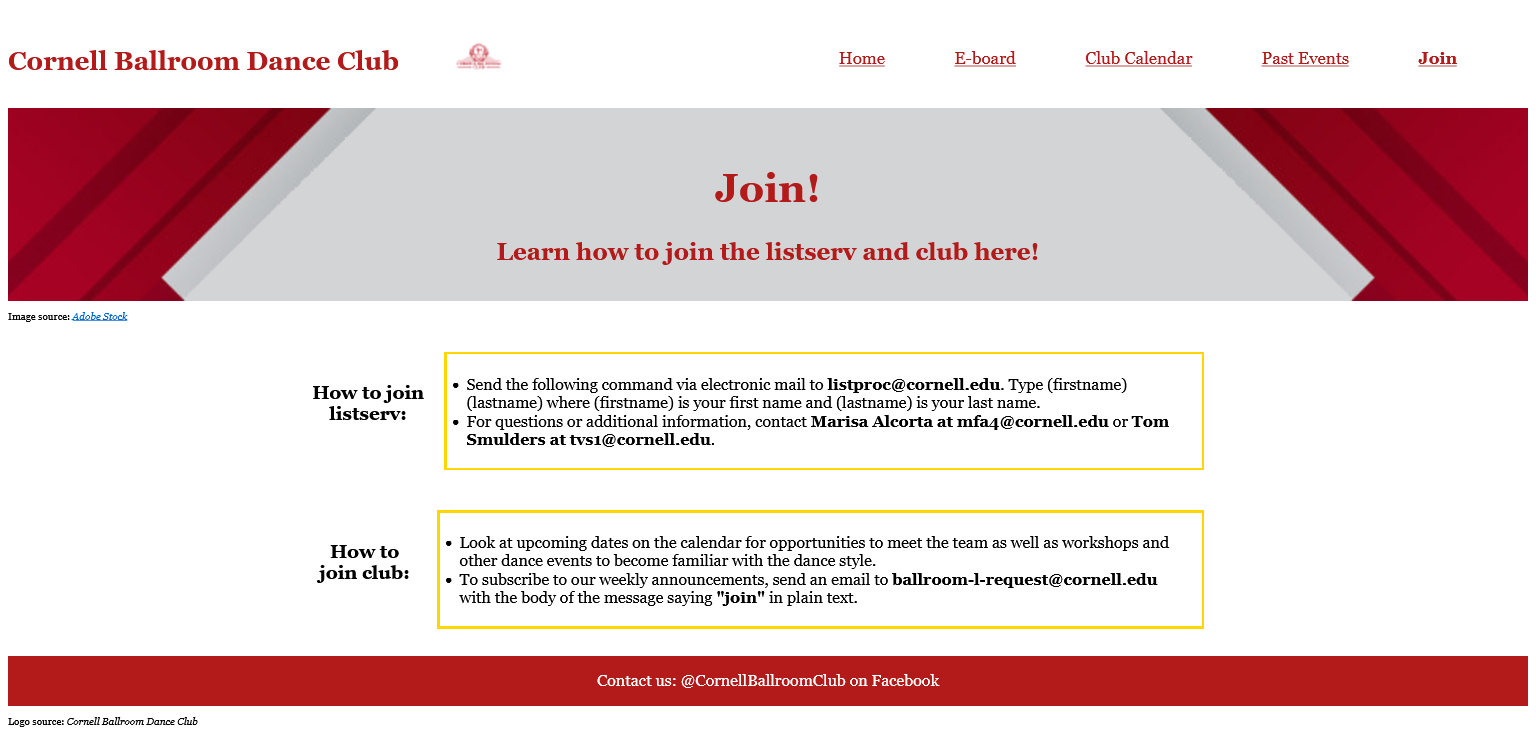 Cornell Ballroom Dance Club
Home E-board Club Calendar Past Events Join
Join!
Learn how to join the listserv and club here!
Image source: Adobe Stock
How to join
listserv:
• Send the following command via electronic mail to listproc@cornell.edu. Type (firstname)
(lastname) where (firstname) is your first name and (lastname) is your last name.
• For questions or additional information, contact Marisa Alcorta at mfa4@cornell.edu or Tom
Smulders at tvs1@cornell.edu.
How to
join club:
• Look at upcoming dates on the calendar for opportunities to meet the team as well as workshops and
other dance events to become familiar with the dance style.
• To subscribe to our weekly announcements, send an email to ballroom-l-request@cornell.edu
with the body of the message saying "join" in plain text.
Contact us: @CornellBallroomClub on Facebook
Logo source: Cornell Ballroom Dance Club